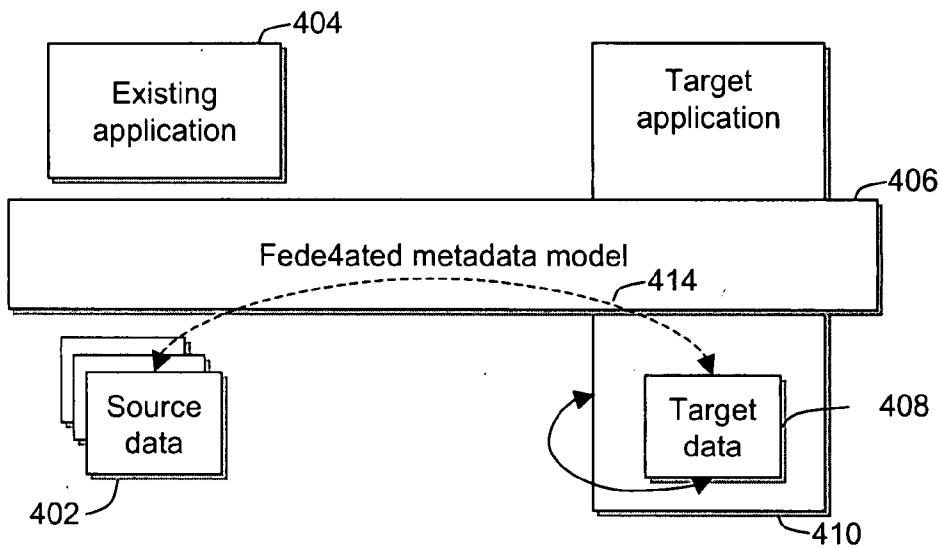 404
Existing
application
Target
application
406
Fede4ated metadata model
414
Source
data
Target
data
408
402
410